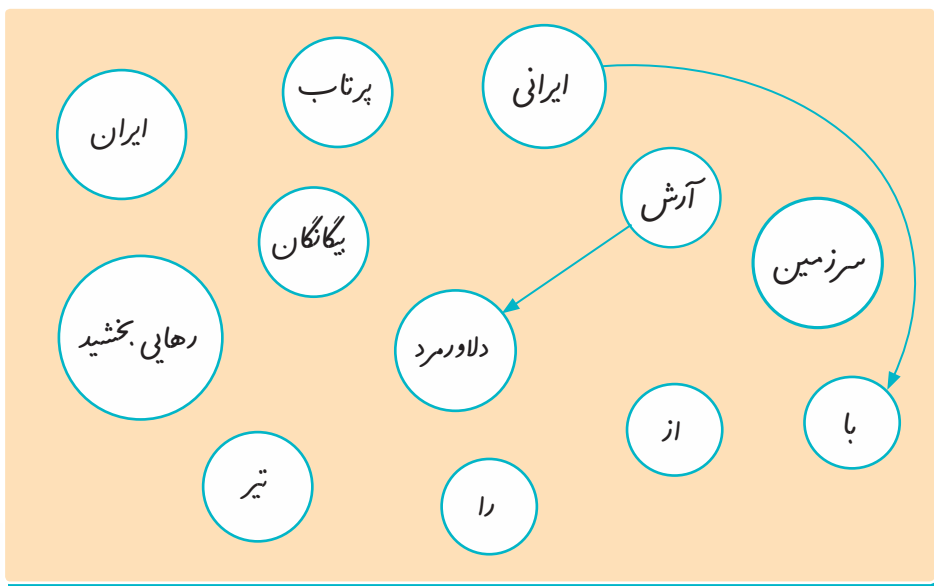 ایرانی
پرتاب
ایران
آرش
سرزمین
بیگانگان
رهایی بخشید
دلاورمرد
با
از
تیر
را